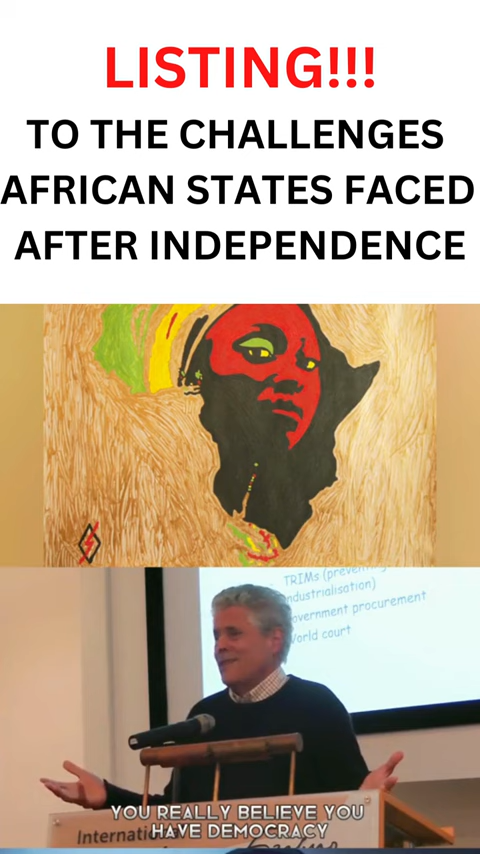 LISTING!!!
TO THE CHALLENGES
AFRICAN STATES FACED
AFTER INDEPENDENCE
TRIMs
industrialisation)
government procurement
World court
YOU REALLY BELIEVE YOU
HAVE DEMOCRACY
Internatio